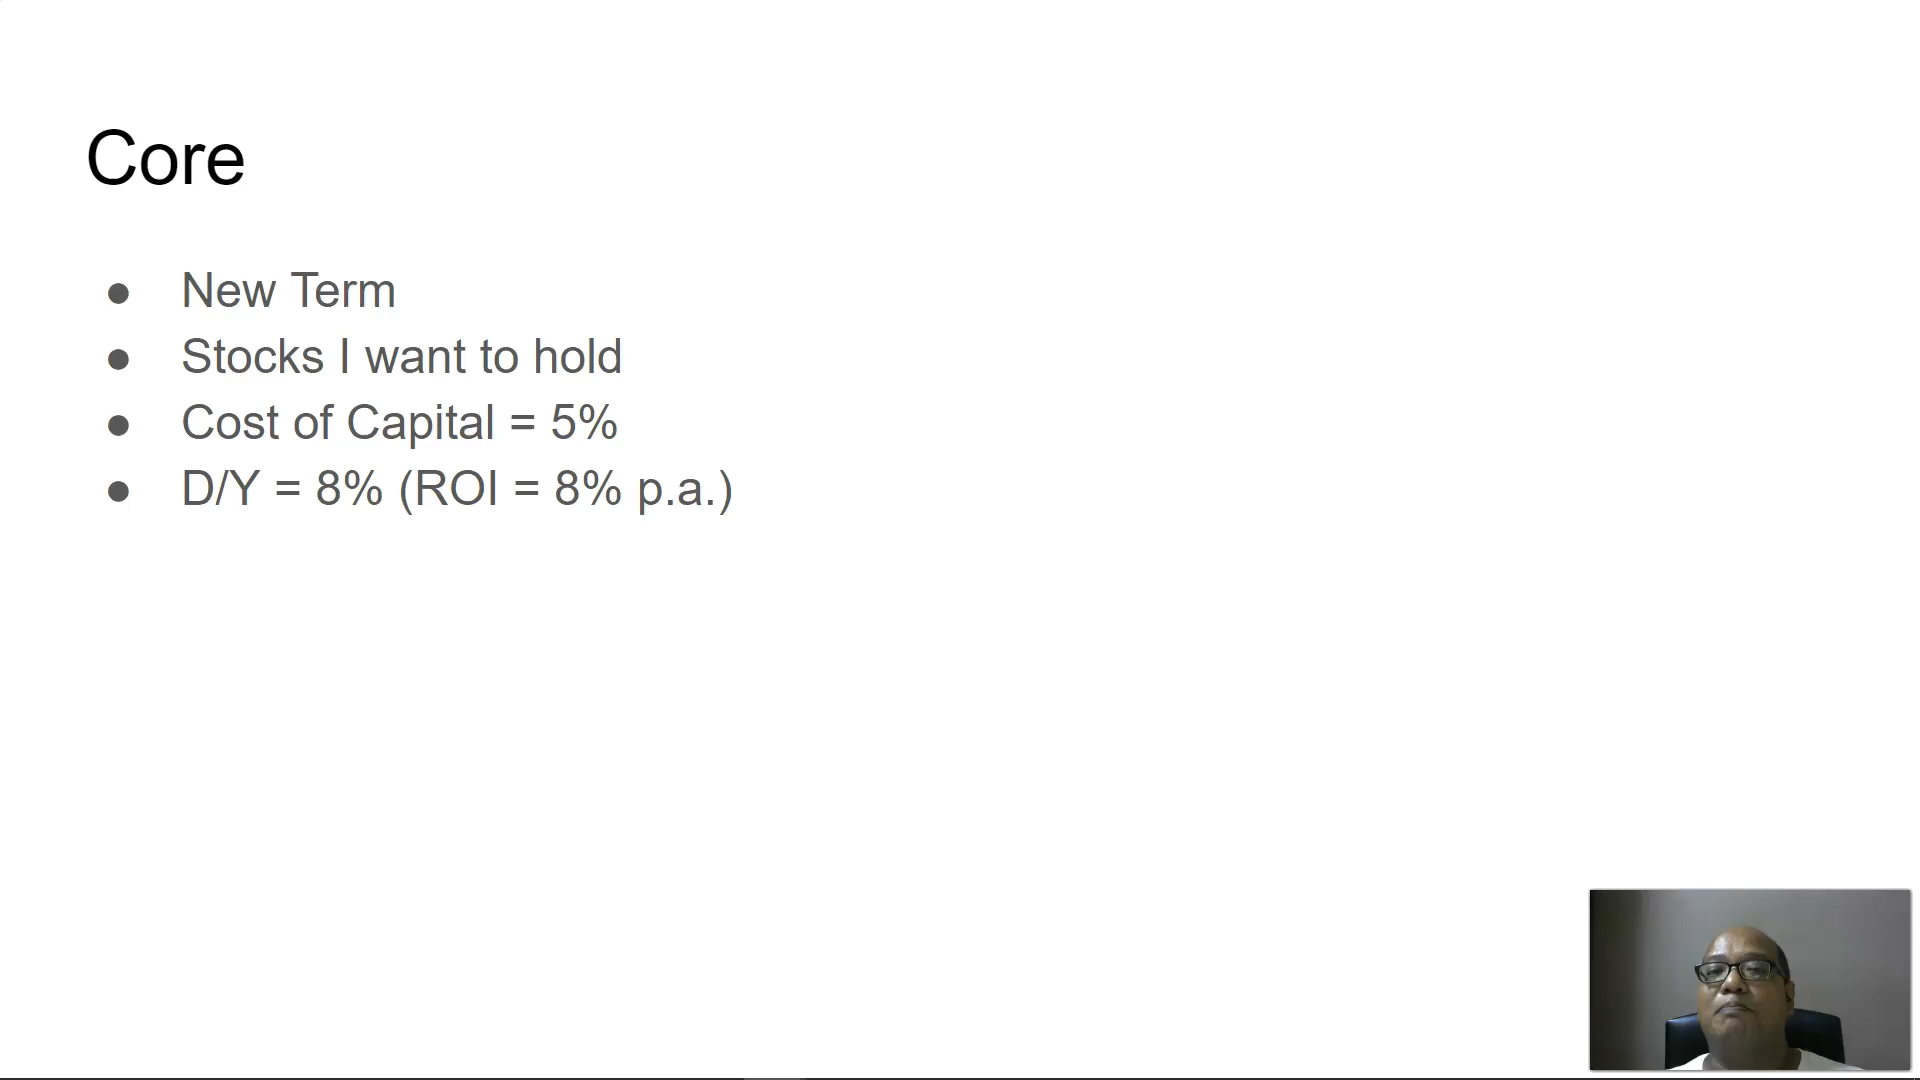 Core
● New Term
● Stocks I want to hold
● Cost of Capital = 5%
● D/Y = 8% (ROI = 8% p.a.)